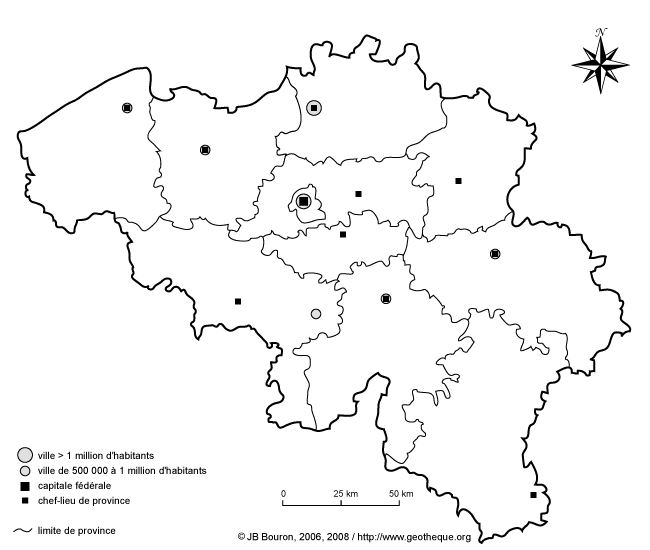 N
ville > 1 million d'habitants
ville de 500 000 à 1 million d'habitants
capitale fédérale
chef-lieu de province
limite de province
0 25 km 50 km
© JB Bouron, 2006, 2008 / http://www.geotheque.org